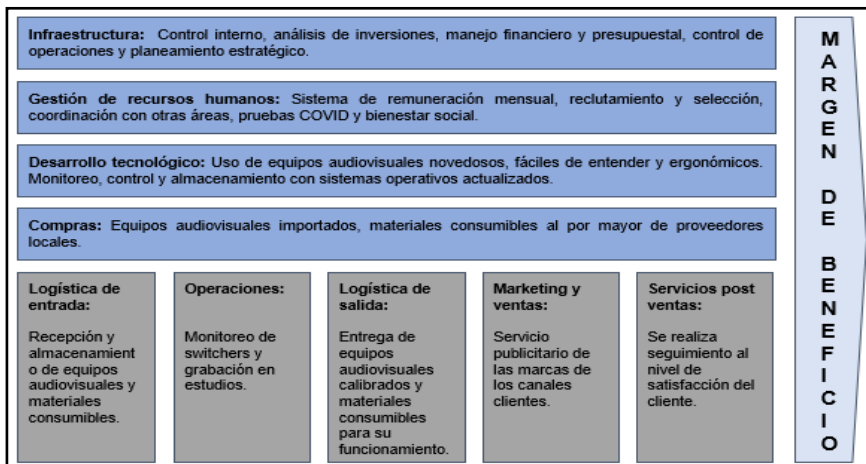 Infraestructura: Control interno, análisis de inversiones, manejo financiero y presupuestal, control de
operaciones y planeamiento estratégico.
Gestión de recursos humanos: Sistema de remuneración mensual, reclutamiento y selección,
coordinación con otras áreas, pruebas COVID y bienestar social.
Desarrollo tecnológico: Uso de equipos audiovisuales novedosos, fáciles de entender y ergonómicos.
Monitoreo, control y almacenamiento con sistemas operativos actualizados.
Compras: Equipos audiovisuales importados, materiales consumibles al por mayor de proveedores
locales.
Logística de
entrada:
Recepción y
almacenamient
o de equipos
audiovisuales y
materiales
consumibles.
Operaciones:
Monitoreo de
switchers y
grabación en
estudios.
Logística de
salida:
Entrega de
equipos
audiovisuales
calibrados y
materiales
consumibles
para su
funcionamiento.
Marketing y
ventas:
Servicio
publicitario de
las marcas de
los canales
clientes.
Servicios post
ventas:
Se realiza
seguimiento al
nivel de
satisfacción del
cliente.
MARGEN DE BENEFICIO